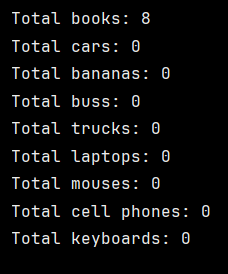 Total books: 8
Total cars: 0
Total bananas: 0
Total buss: 0
Total trucks: 0
Total laptops: 0
Total mouses: 0
Total cell phones: 0
Total keyboards: 0